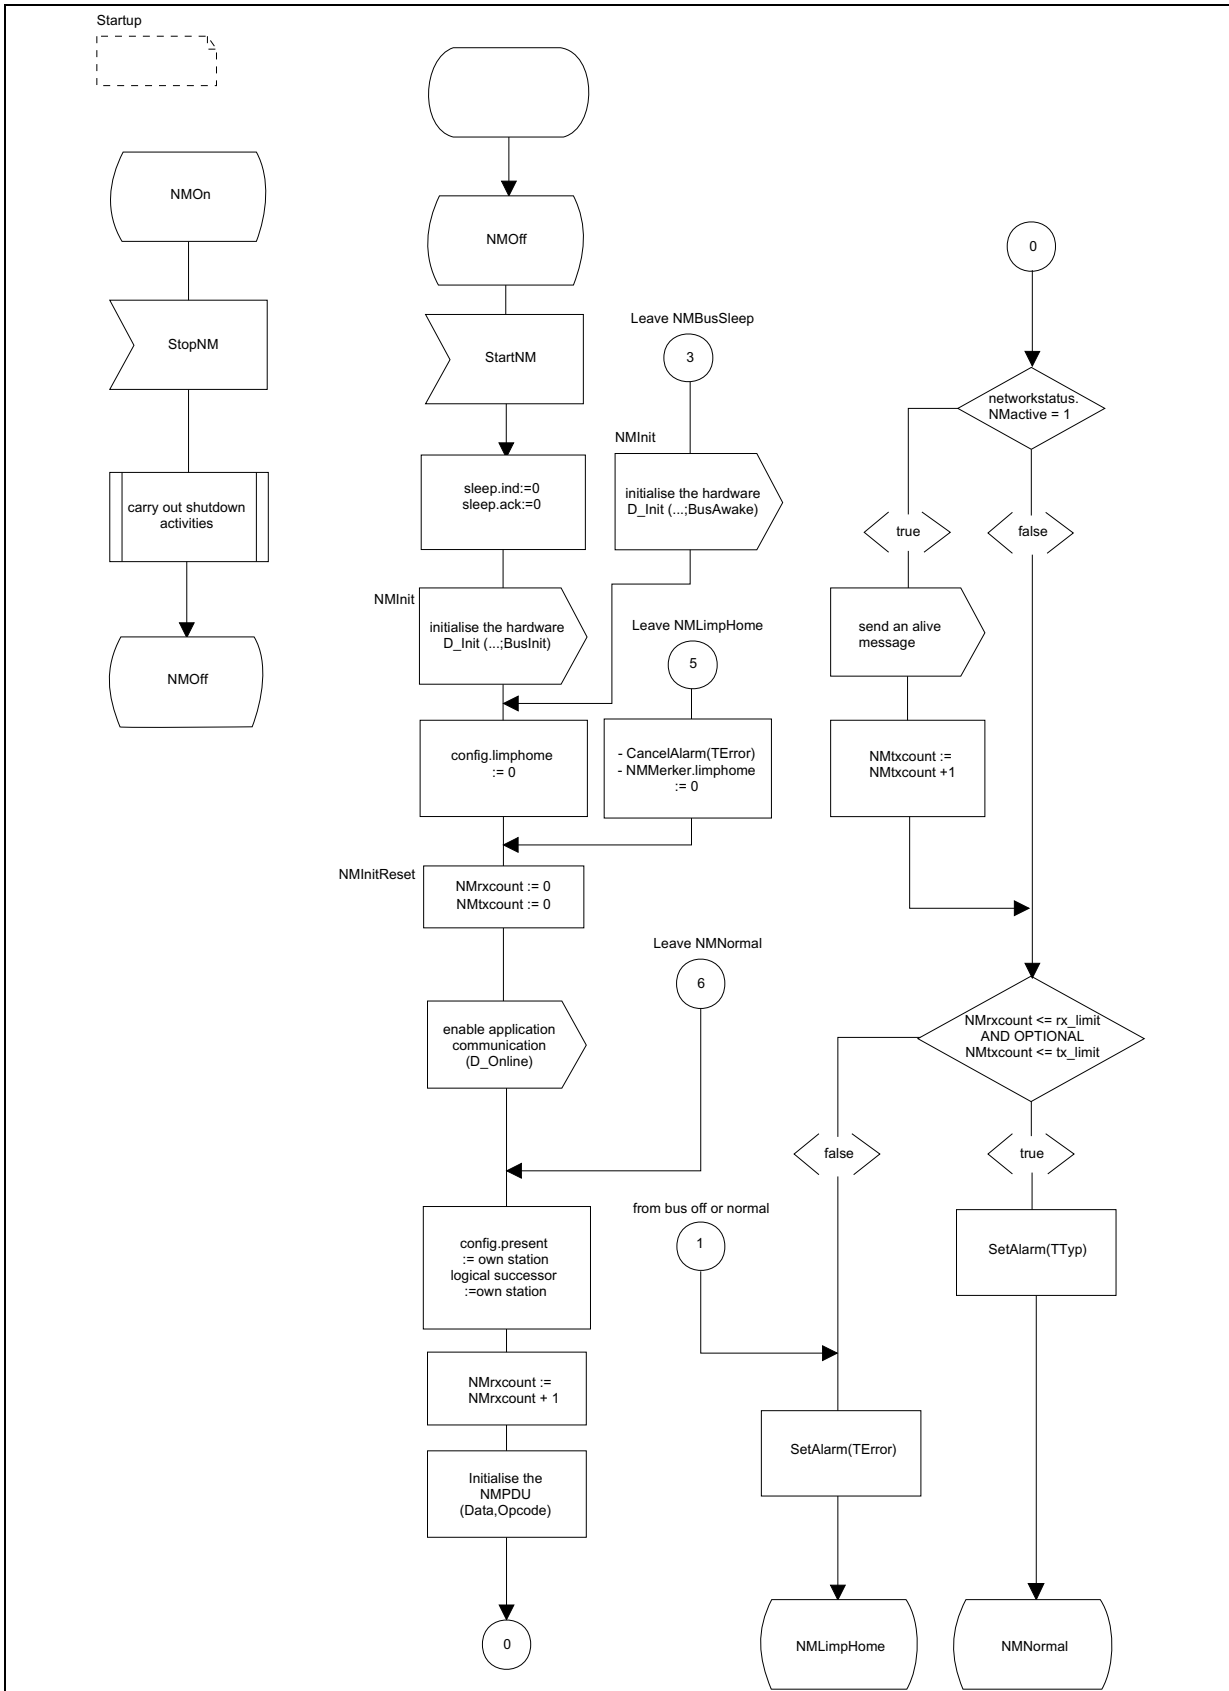 Startup
NMOn
StopNM
carry out shutdown
activities
NMOff
NMOff
StartNM
sleep.ind:=0
sleep.ack:=0
NMInit
initialise the hardware
D_Init (...;BusInit)
config.limphome
:= 0
NMInitReset
NMrxcount := 0
NMtxcount := 0
enable application
communication
(D_Online)
config.present
:= own station
logical successor
:=own station
NMrxcount :=
NMrxcount + 1
Initialise the
NMPDU
(Data,Opcode)
0
Leave NMBusSleep
3
NMInit
initialise the hardware
D_Init (...;BusAwake)
Leave NMLimpHome
5
- CancelAlarm(TError)
- NMMerker.limphome
:= 0
Leave NMNormal
6
0
networkstatus.
NMactive = 1
true
false
send an alive
message
NMtxcount :=
NMtxcount +1
NMrxcount <= rx_limit
AND OPTIONAL
NMtxcount <= tx_limit
false
true
from bus off or normal
1
SetAlarm(TTyp)
SetAlarm(TError)
NMLimpHome
NMNormal